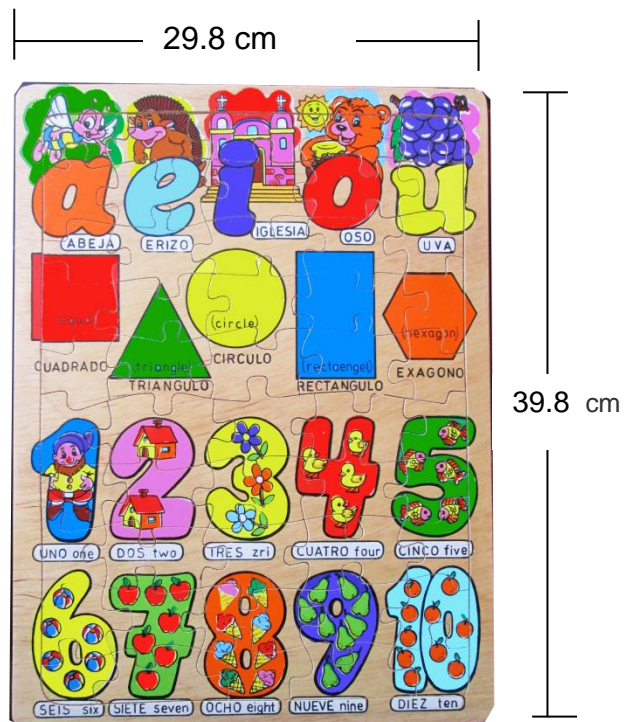 29.8 cm
a e i o u
ABEJA ERIZO IGLESIA OSO UVA
(circle)
(triangle) (rectaengel) (hexagon)
CUADRADO CIRCULO EXAGONO
TRIANGULO RECTANGULO
39.8 cm
1 2 3 4 5
UNO one DOS two TRES zri CUATRO four CINCO five
6 7 8 9 10
SEIS six SIETE seven OCHO eight NUEVE nine DIEZ ten